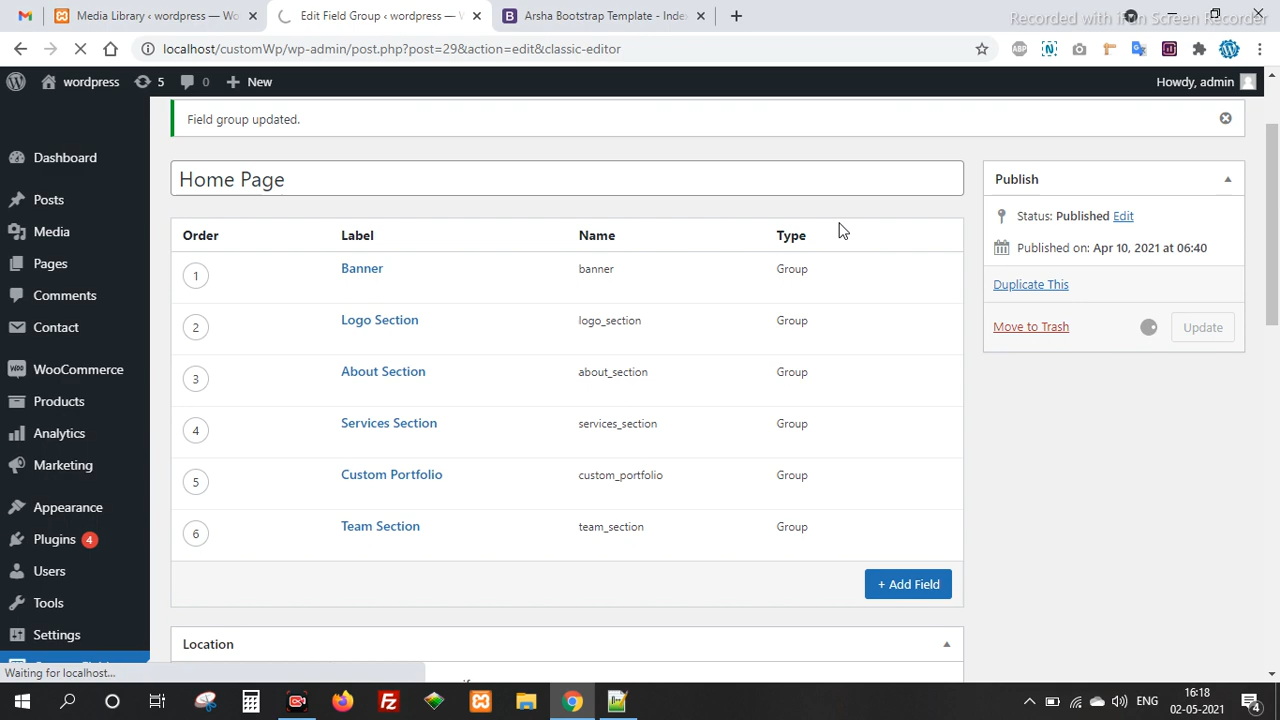 Media Library ‹ wordpress — Wo
Edit Field Group ‹ wordpress — W
Arsha Bootstrap Template - Index
Recorded with iFun Screen Recorder
localhost/customWp/wp-admin/post.php?post=29&action=edit&classic-editor
wordpress 5 0 + New
Howdy, admin
Field group updated.
Dashboard
Posts
Media
Pages
Comments
Contact
WooCommerce
Products
Analytics
Marketing
Appearance
Plugins 4
Users
Tools
Settings
Home Page
Order Label Name Type
1 Banner banner Group
2 Logo Section logo_section Group
3 About Section about_section Group
4 Services Section services_section Group
5 Custom Portfolio custom_portfolio Group
6 Team Section team_section Group
+ Add Field
Location
Publish
Status: Published Edit
Published on: Apr 10, 2021 at 06:40
Duplicate This
Move to Trash Update
Waiting for localhost...
ENG
16:18
02-05-2021
4